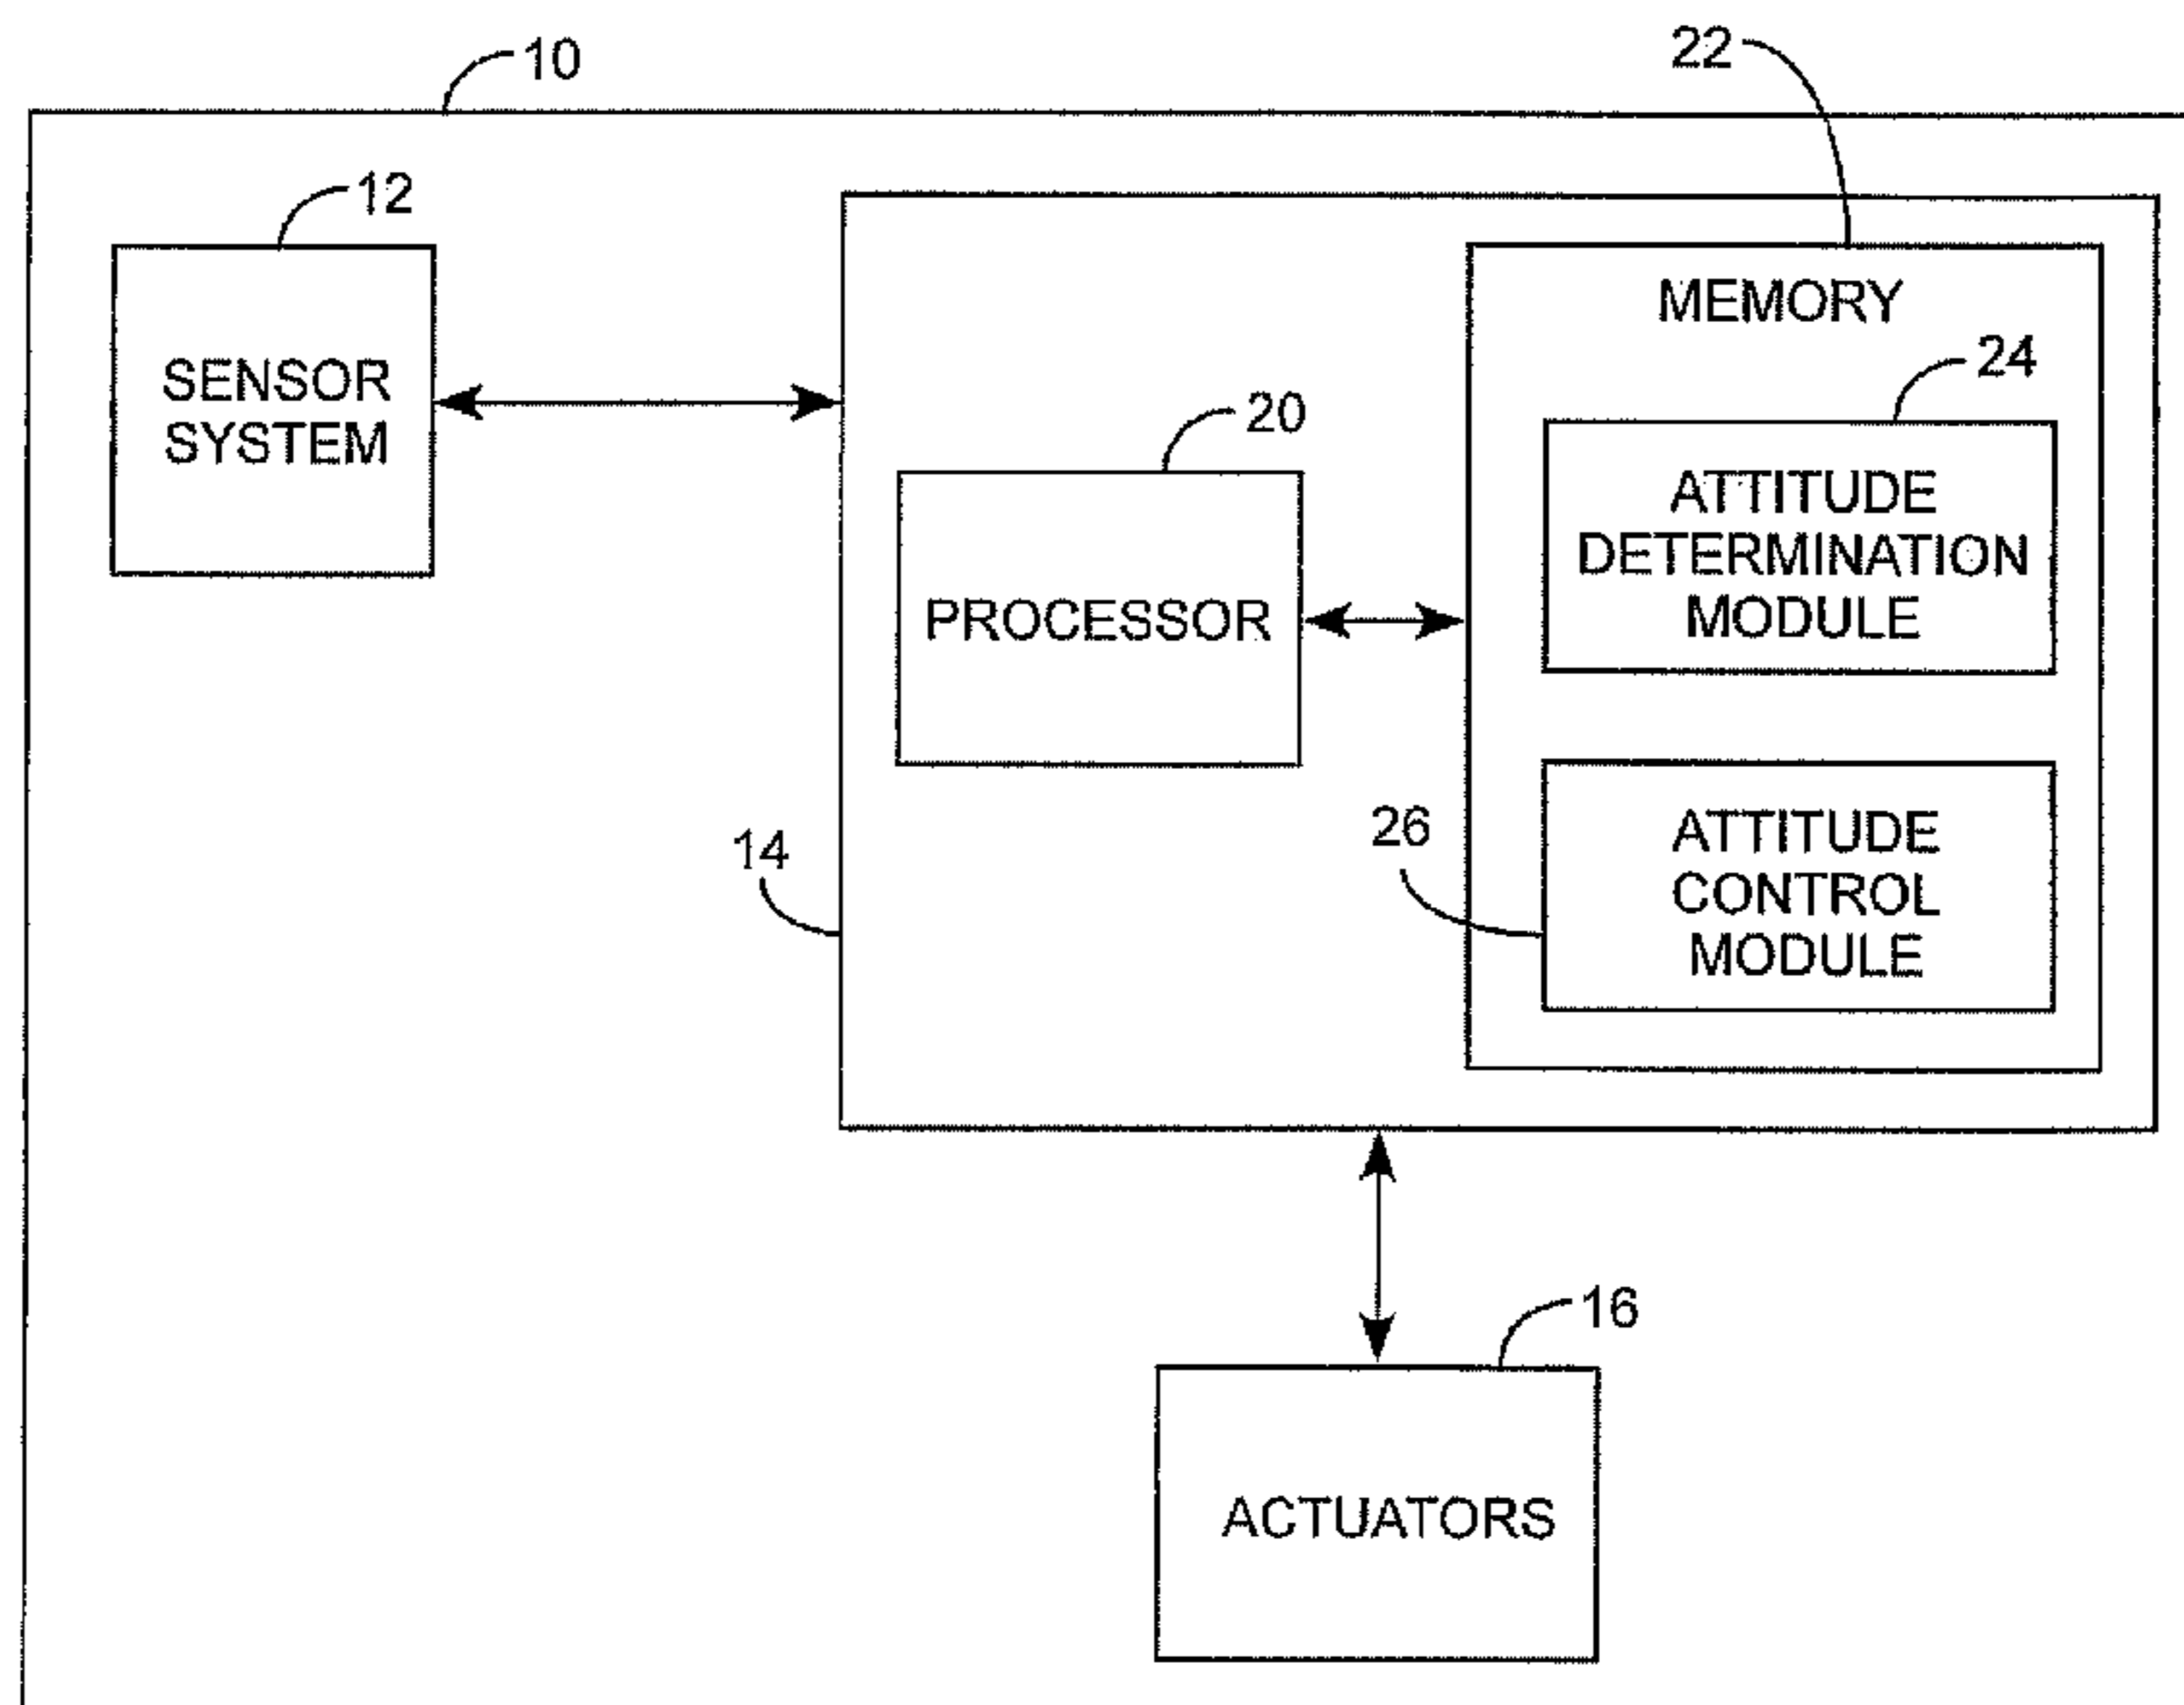 10
22
12
MEMORY
24
SENSOR
SYSTEM
20
ATTITUDE
DETERMINATION
MODULE
PROCESSOR
14
26
ATTITUDE
CONTROL
MODULE
16
ACTUATORS